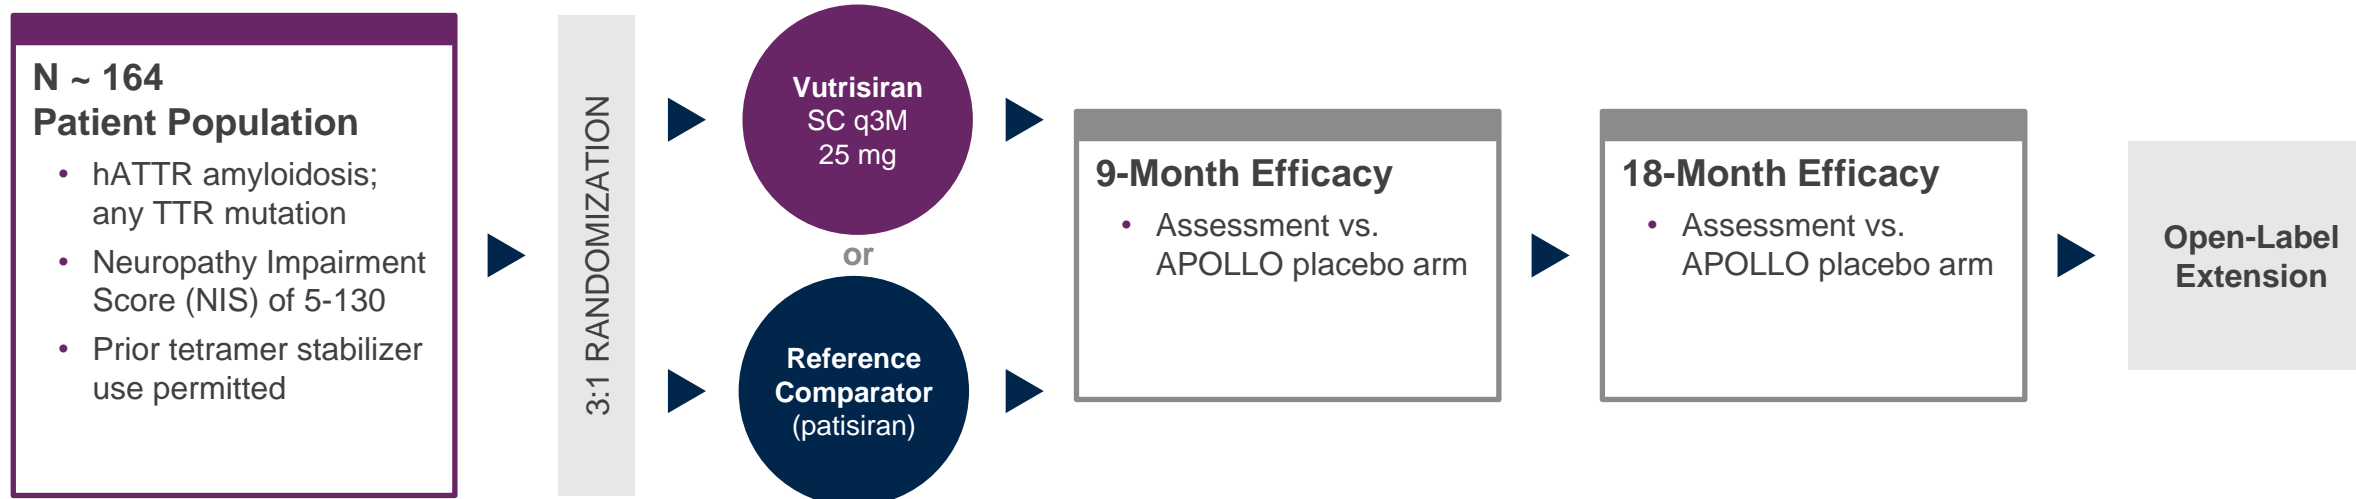 N ~ 164
Patient Population
• hATTR amyloidosis;
any TTR mutation
• Neuropathy Impairment
Score (NIS) of 5-130
• Prior tetramer stabilizer
use permitted
3:1 RANDOMIZATION
Vutrisiran
SC q3M
25 mg
or
Reference
Comparator
(patisiran)
9-Month Efficacy
• Assessment vs.
APOLLO placebo arm
18-Month Efficacy
• Assessment vs.
APOLLO placebo arm
Open-Label
Extension